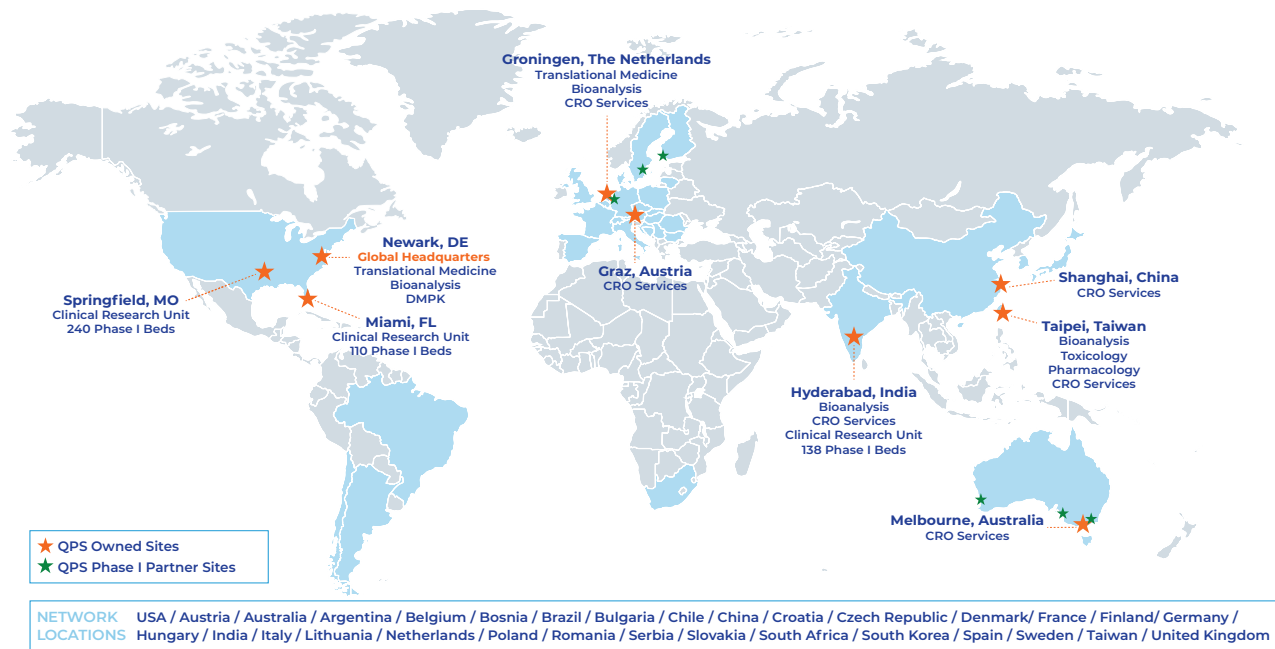 Groningen, The Netherlands
Translational Medicine
Bioanalysis
CRO Services
Newark, DE
Global Headquarters
Translational Medicine
Bioanalysis
DMPK
Springfield, MO
Clinical Research Unit
240 Phase I Beds
Miami, FL
Clinical Research Unit
110 Phase I Beds
Graz, Austria
CRO Services
Shanghai, China
CRO Services
Taipei, Taiwan
Bioanalysis
Toxicology
Pharmacology
CRO Services
Hyderabad, India
Bioanalysis
CRO Services
Clinical Research Unit
138 Phase I Beds
Melbourne, Australia
CRO Services
QPS Owned Sites
QPS Phase I Partner Sites
NETWORK LOCATIONS
USA / Austria / Australia / Argentina / Belgium / Bosnia / Brazil / Bulgaria / Chile / China / Croatia / Czech Republic / Denmark/ France / Finland/ Germany /
Hungary / India / Italy / Lithuania / Netherlands / Poland / Romania / Serbia / Slovakia / South Africa / South Korea / Spain / Sweden / Taiwan / United Kingdom